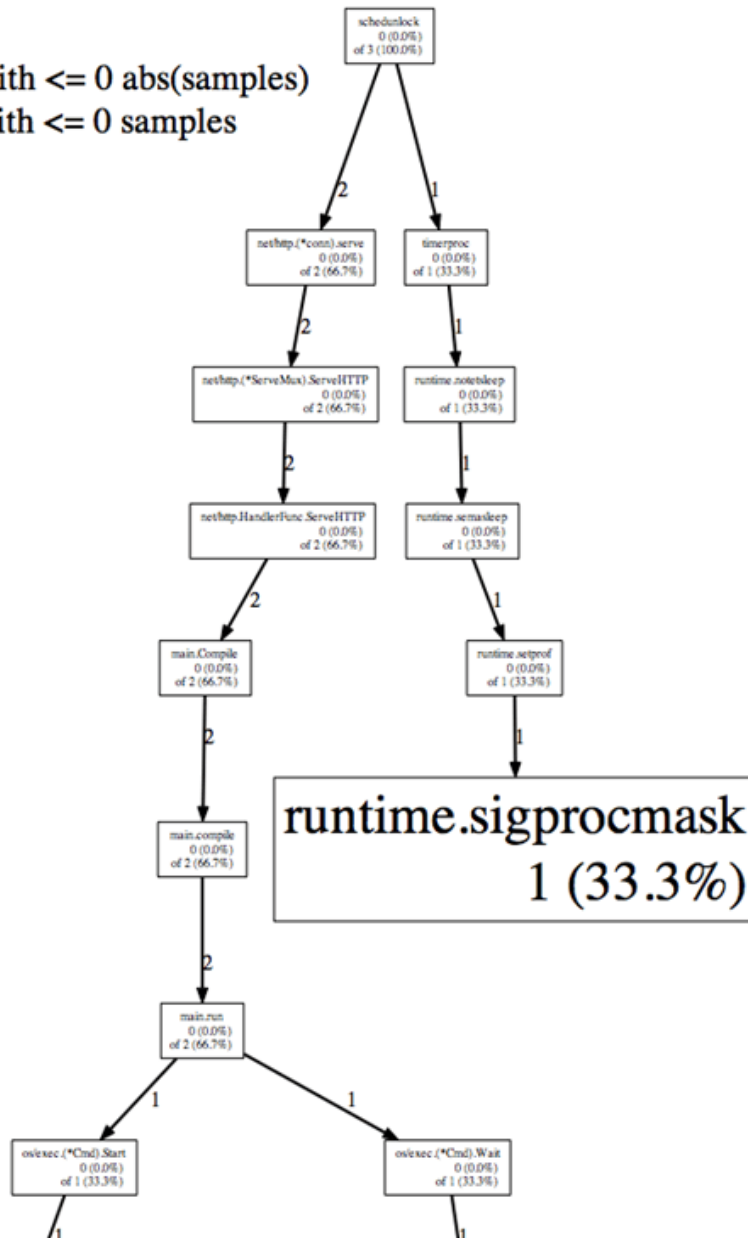 schedunlock
0 (0.0%)
of 3 (100.0%)
ith <= 0 abs(samples)
ith <= 0 samples
2
1
net/http.(*conn).serve
0 (0.0%)
of 2 (66.7%)
timerproc
0 (0.0%)
of 1 (33.3%)
2
1
net/http.(*ServeMux).ServeHTTP
0 (0.0%)
of 2 (66.7%)
runtime.notetsleep
0 (0.0%)
of 1 (33.3%)
2
1
net/http.HandlerFunc.ServeHTTP
0 (0.0%)
of 2 (66.7%)
runtime.semasleep
0 (0.0%)
of 1 (33.3%)
2
1
main.Compile
0 (0.0%)
of 2 (66.7%)
runtime.setprof
0 (0.0%)
of 1 (33.3%)
2
1
runtime.sigprocmask
1 (33.3%)
main.compile
0 (0.0%)
of 2 (66.7%)
2
main.run
0 (0.0%)
of 2 (66.7%)
1
1
os/exec.(*Cmd).Start
0 (0.0%)
of 1 (33.3%)
os/exec.(*Cmd).Wait
0 (0.0%)
of 1 (33.3%)
1
1